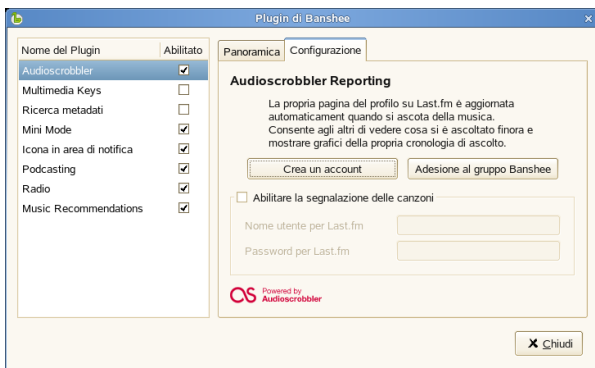 Plugin di Banshee
Nome del Plugin Abilitato
Audioscrobbler
Multimedia Keys
Ricerca metadati
Mini Mode
Icona in area di notifica
Podcasting
Radio
Music Recommendations
Panoramica Configurazione
Audioscrobbler Reporting
La propria pagina del profilo su Last.fm è aggiornata
automaticament quando si ascota della musica.
Consente agli altri di vedere cosa si è ascoltato finora e
mostrare grafici della propria cronologia di ascolto.
Crea un account Adesione al gruppo Banshee
Abilitare la segnalazione delle canzoni
Nome utente per Last.fm
Password per Last.fm
Powered by
Audioscrobbler
Chiudi